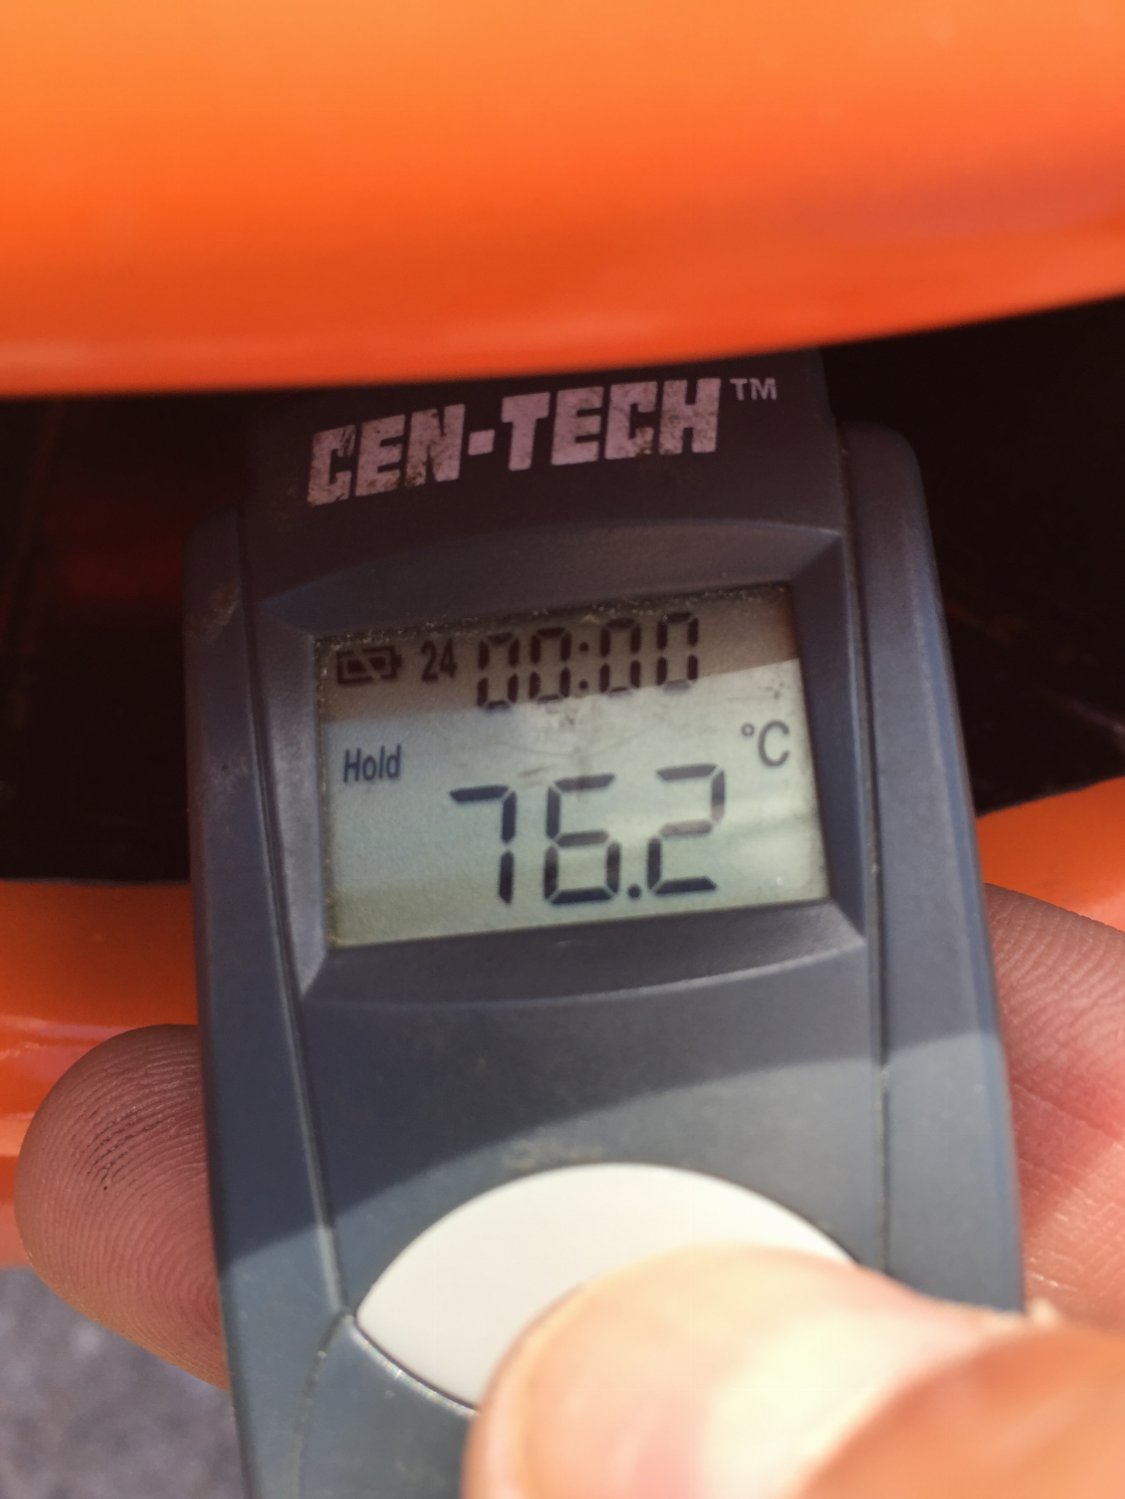 CEN-TECH™
24 00:00
Hold °C
76.2